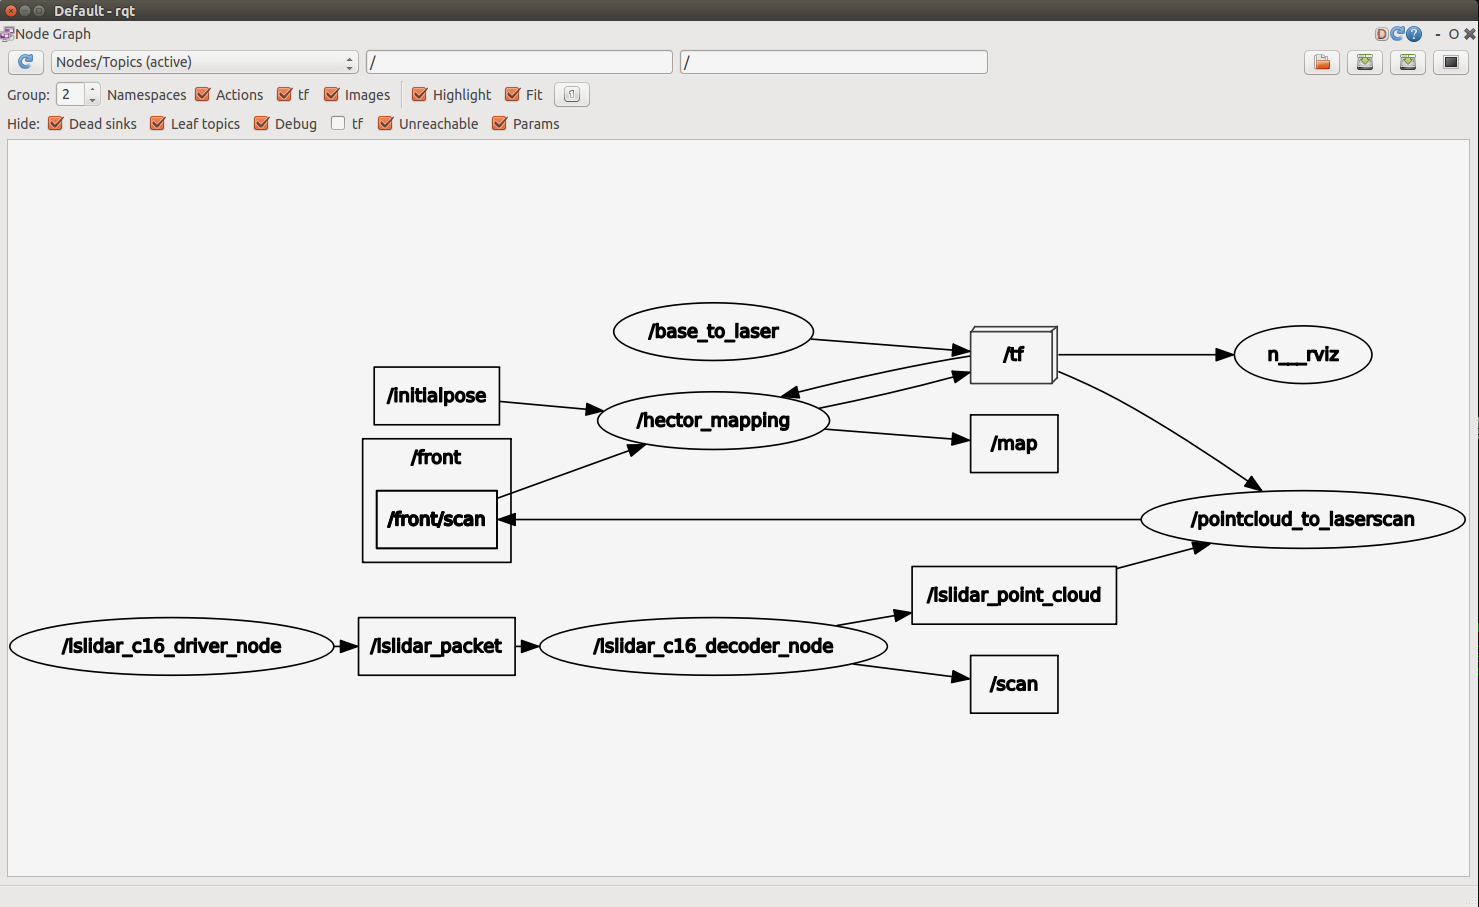 Default - rqt
Node Graph
D C ? - O
Nodes/Topics (active) / /
Group: 2 Namespaces Actions tf Images Highlight Fit
Hide: Dead sinks Leaf topics Debug tf Unreachable Params
/base_to_laser
/tf
n___rviz
/initialpose
/hector_mapping
/map
/front
/front/scan
/pointcloud_to_laserscan
/lslidar_point_cloud
/lslidar_c16_driver_node
/lslidar_packet
/lslidar_c16_decoder_node
/scan